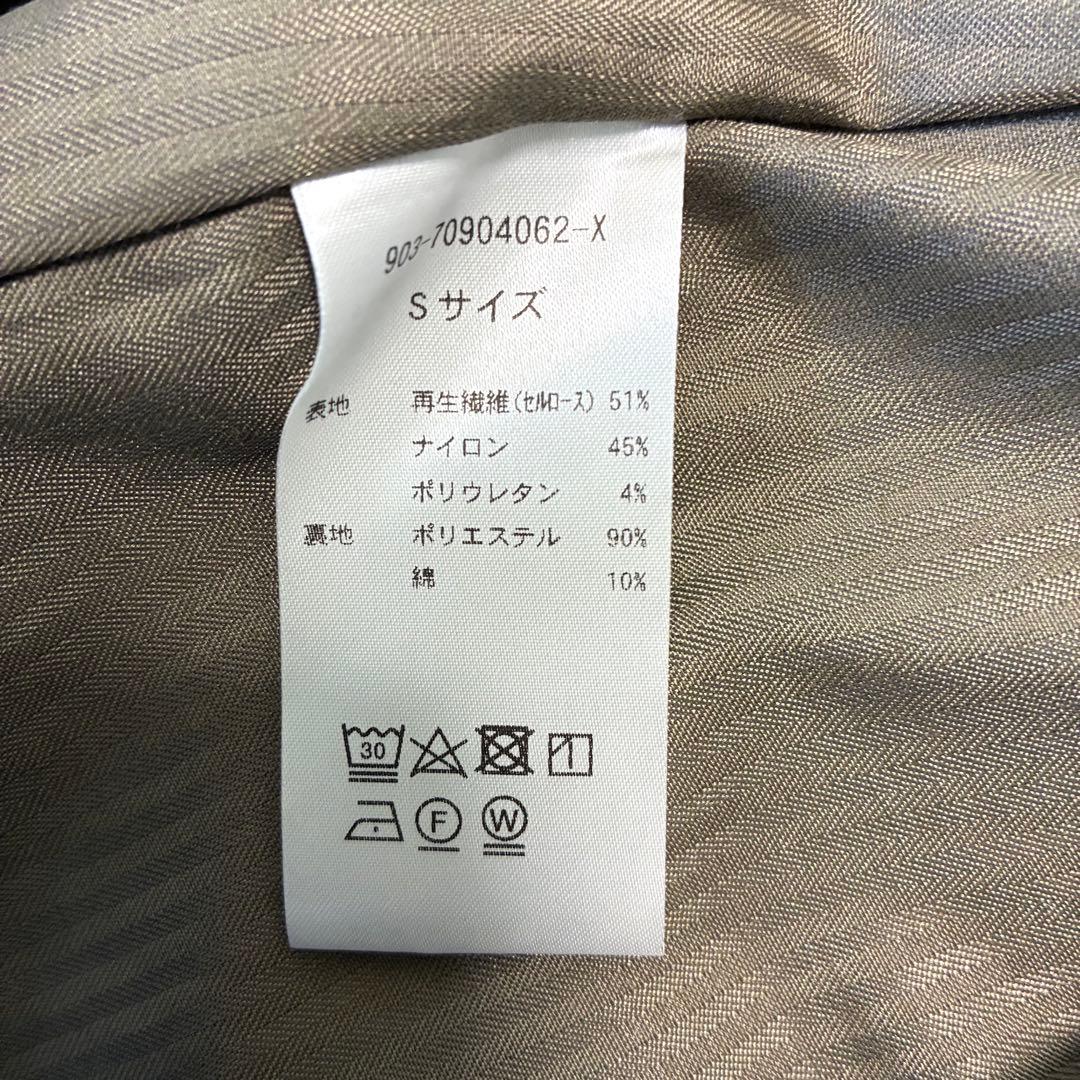 903-70904062-X
Sサイズ
表地 再生繊維(セルロース) 51%
ナイロン 45%
ポリウレタン 4%
裏地 ポリエステル 90%
綿 10%
30
F W